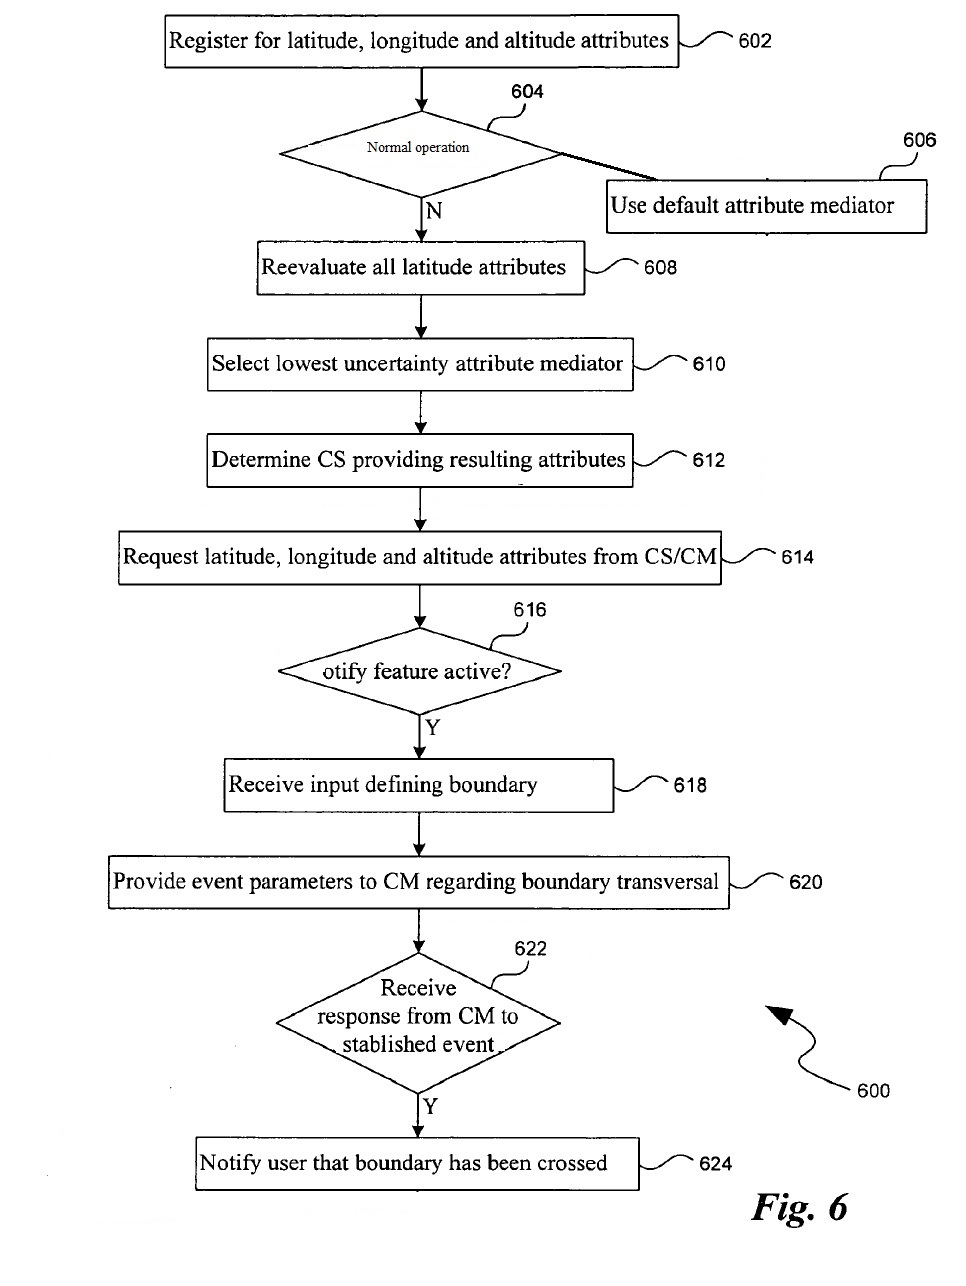 Register for latitude, longitude and altitude attributes
602
604
Normal operation
606
Use default attribute mediator
N
Reevaluate all latitude attributes
608
Select lowest uncertainty attribute mediator
610
Determine CS providing resulting attributes
612
Request latitude, longitude and altitude attributes from CS/CM
614
616
otify feature active?
Y
Receive input defining boundary
618
Provide event parameters to CM regarding boundary transversal
620
622
Receive
response from CM to
stablished event
600
Y
Notify user that boundary has been crossed
624
Fig. 6